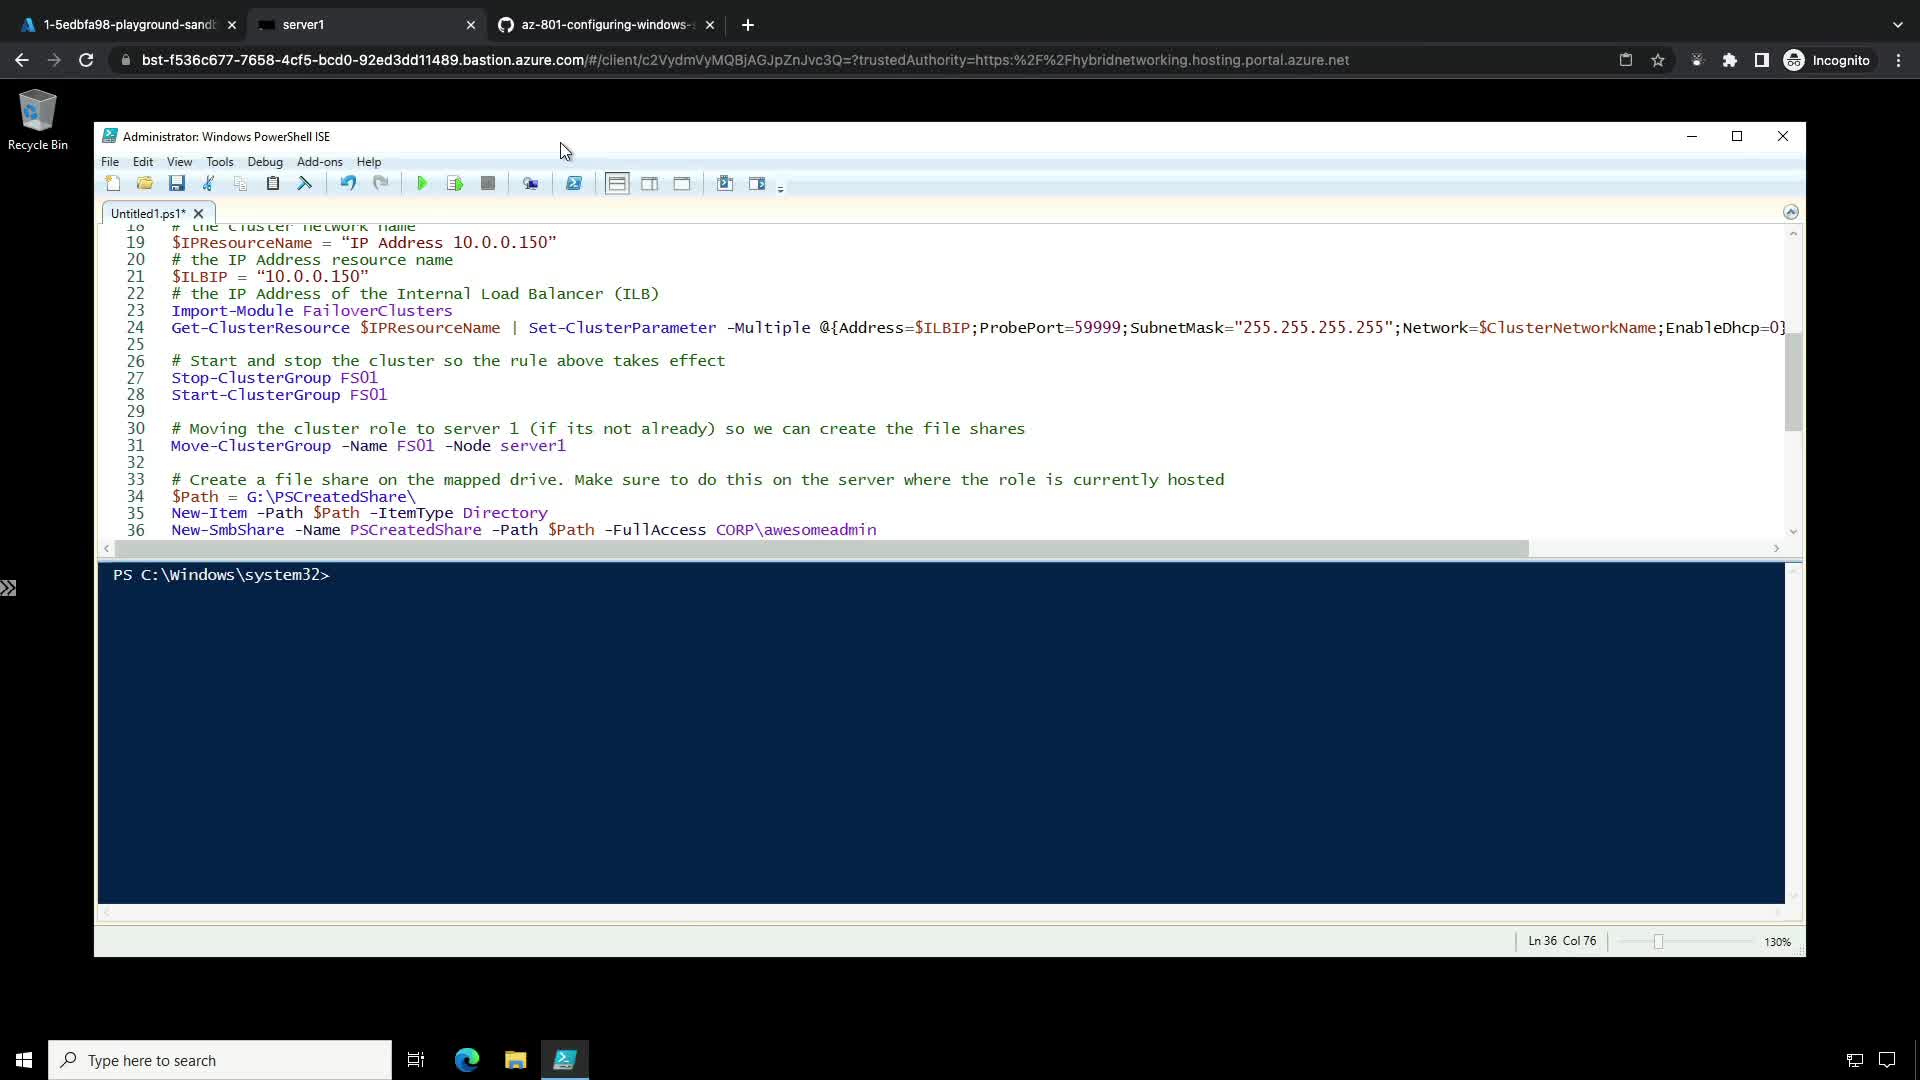 1-5edbfa98-playground-sandb
server1
az-801-configuring-windows-s
bst-f536c677-7658-4cf5-bcd0-92ed3dd11489.bastion.azure.com/#/client/c2VydmVyMQBjAGJpZnJvc3Q=?trustedAuthority=https:%2F%2Fhybridnetworking.hosting.portal.azure.net
Incognito
Recycle Bin
Administrator: Windows PowerShell ISE
File Edit View Tools Debug Add-ons Help
Untitled1.ps1*
18 # the cluster network name
19 $IPResourceName = “IP Address 10.0.0.150”
20 # the IP Address resource name
21 $ILBIP = “10.0.0.150”
22 # the IP Address of the Internal Load Balancer (ILB)
23 Import-Module FailoverClusters
24 Get-ClusterResource $IPResourceName | Set-ClusterParameter -Multiple @{Address=$ILBIP;ProbePort=59999;SubnetMask="255.255.255.255";Network=$ClusterNetworkName;EnableDhcp=0}
25
26 # Start and stop the cluster so the rule above takes effect
27 Stop-ClusterGroup FS01
28 Start-ClusterGroup FS01
29
30 # Moving the cluster role to server 1 (if its not already) so we can create the file shares
31 Move-ClusterGroup -Name FS01 -Node server1
32
33 # Create a file share on the mapped drive. Make sure to do this on the server where the role is currently hosted
34 $Path = G:\PSCreatedShare\
35 New-Item -Path $Path -ItemType Directory
36 New-SmbShare -Name PSCreatedShare -Path $Path -FullAccess CORP\awesomeadmin
PS C:\Windows\system32>
Ln 36 Col 76
130%
Type here to search